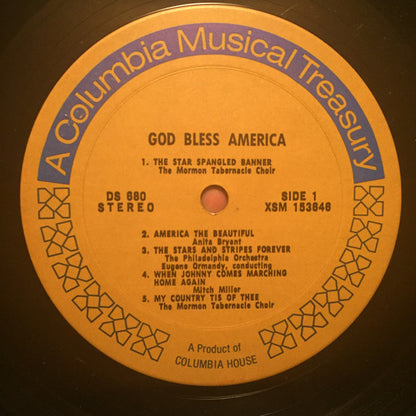 A Columbia Musical Treasury
GOD BLESS AMERICA
1. THE STAR SPANGLED BANNER
The Mormon Tabernacle Choir
DS 680
STEREO
SIDE 1
XSM 153646
2. AMERICA THE BEAUTIFUL
Anita Bryant
3. THE STARS AND STRIPES FOREVER
The Philadelphia Orchestra
Eugene Ormandy, conducting
4. WHEN JOHNNY COMES MARCHING
HOME AGAIN
Mitch Miller
5. MY COUNTRY TIS OF THEE
The Mormon Tabernacle Choir
A Product of
COLUMBIA HOUSE